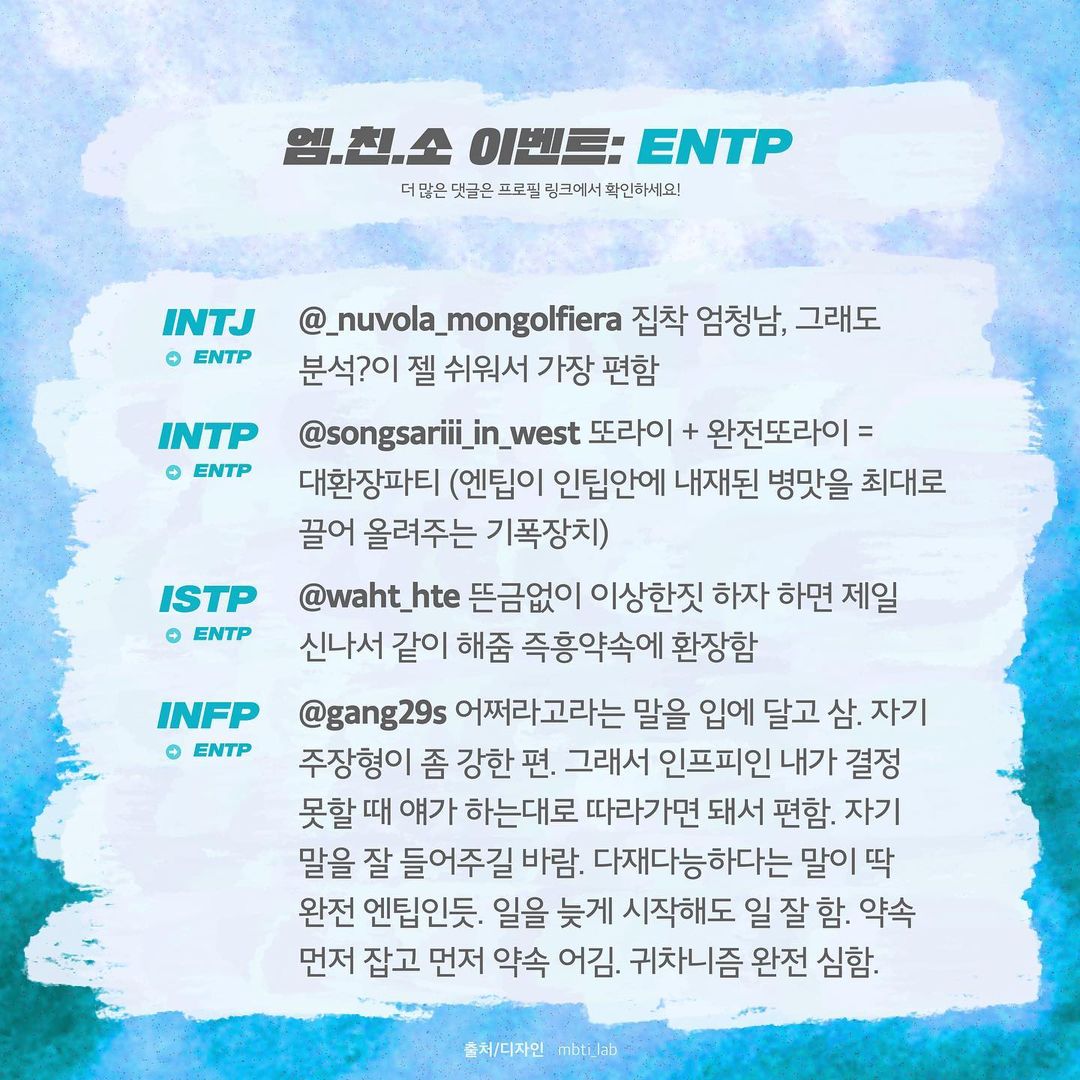 엠.친.소 이벤트: ENTP
더 많은 댓글은 프로필 링크에서 확인하세요!
INTJ
ENTP
@_nuvola_mongolfiera 집착 엄청남, 그래도
분석?이 젤 쉬워서 가장 편함
INTP
ENTP
@songsariii_in_west 또라이 + 완전또라이 =
대환장파티 (엔팁이 인팁안에 내재된 병맛을 최대로
끌어 올려주는 기폭장치)
ISTP
ENTP
@waht_hte 뜬금없이 이상한짓 하자 하면 제일
신나서 같이 해줌 즉흥약속에 환장함
INFP
ENTP
@gang29s 어쩌라고라는 말을 입에 달고 삼. 자기
주장형이 좀 강한 편. 그래서 인프피인 내가 결정
못할 때 얘가 하는대로 따라가면 돼서 편함. 자기
말을 잘 들어주길 바람. 다재다능하다는 말이 딱
완전 엔팁인듯. 일을 늦게 시작해도 일 잘 함. 약속
먼저 잡고 먼저 약속 어김. 귀차니즘 완전 심함.
출처/디자인 mbti_lab